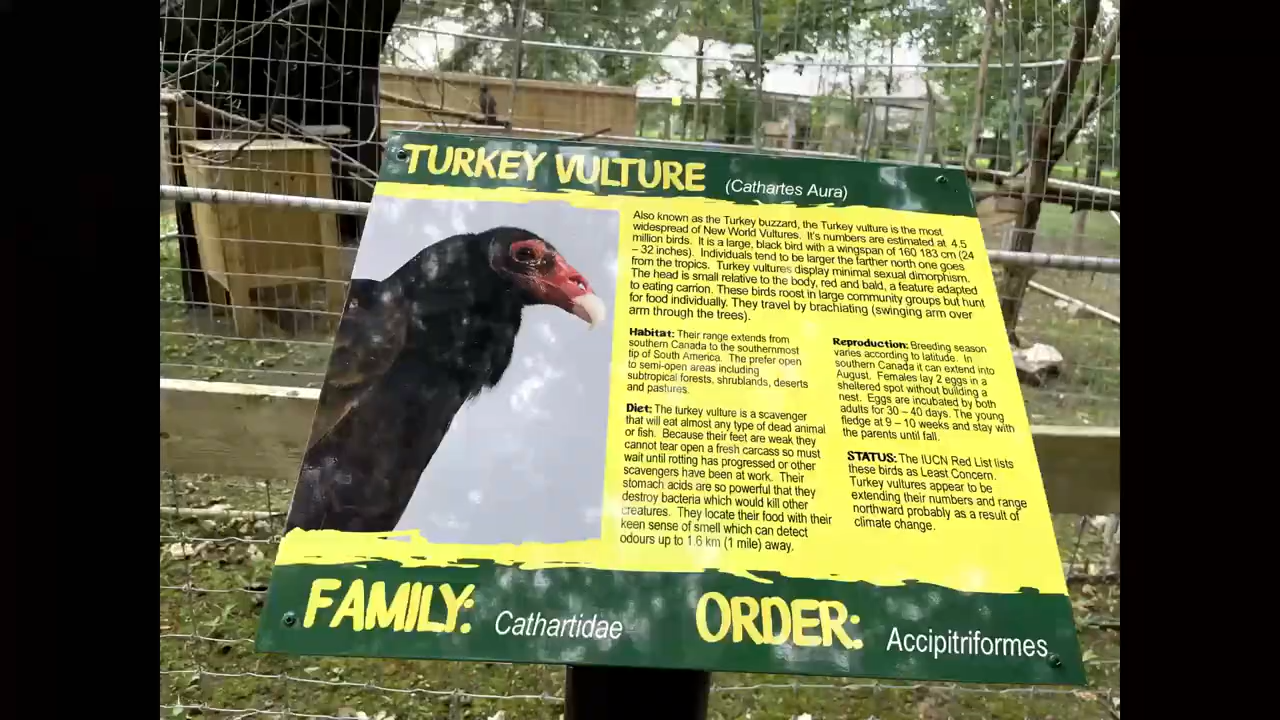 TURKEY VULTURE (Cathartes Aura)
Also known as the Turkey buzzard, the Turkey vulture is the most
widespread of New World Vultures. It's numbers are estimated at 4.5
million birds. It is a large, black bird with a wingspan of 160 183 cm (24
– 32 inches). Individuals tend to be larger the farther north one goes
from the tropics. Turkey vultures display minimal sexual dimorphism.
The head is small relative to the body, red and bald, a feature adapted
to eating carrion. These birds roost in large community groups but hunt
for food individually. They travel by brachiating (swinging arm over
arm through the trees).
Habitat: Their range extends from
southern Canada to the southernmost
tip of South America. The prefer open
to semi-open areas including
subtropical forests, shrublands, deserts
and pastures.
Diet: The turkey vulture is a scavenger
that will eat almost any type of dead animal
or fish. Because their feet are weak they
cannot tear open a fresh carcass so must
wait until rotting has progressed or other
scavengers have been at work. Their
stomach acids are so powerful that they
destroy bacteria which would kill other
creatures. They locate their food with their
keen sense of smell which can detect
odours up to 1.6 km (1 mile) away.
Reproduction: Breeding season
varies according to latitude. In
southern Canada it can extend into
August. Females lay 2 eggs in a
sheltered spot without building a
nest. Eggs are incubated by both
adults for 30 – 40 days. The young
fledge at 9 – 10 weeks and stay with
the parents until fall.
STATUS: The IUCN Red List lists
these birds as Least Concern.
Turkey vultures appear to be
extending their numbers and range
northward probably as a result of
climate change.
FAMILY: Cathartidae ORDER: Accipitriformes